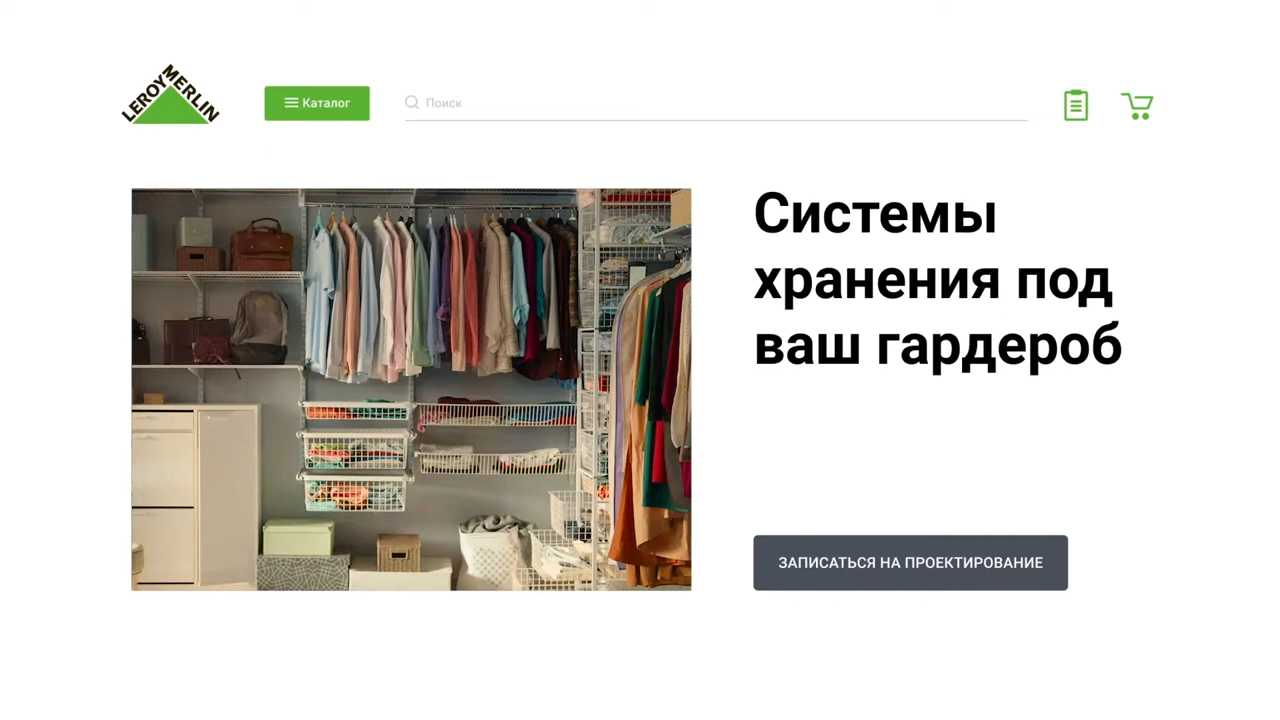 LEROY MERLIN
Каталог
Поиск
Системы
хранения под
ваш гардероб
ЗАПИСАТЬСЯ НА ПРОЕКТИРОВАНИЕ